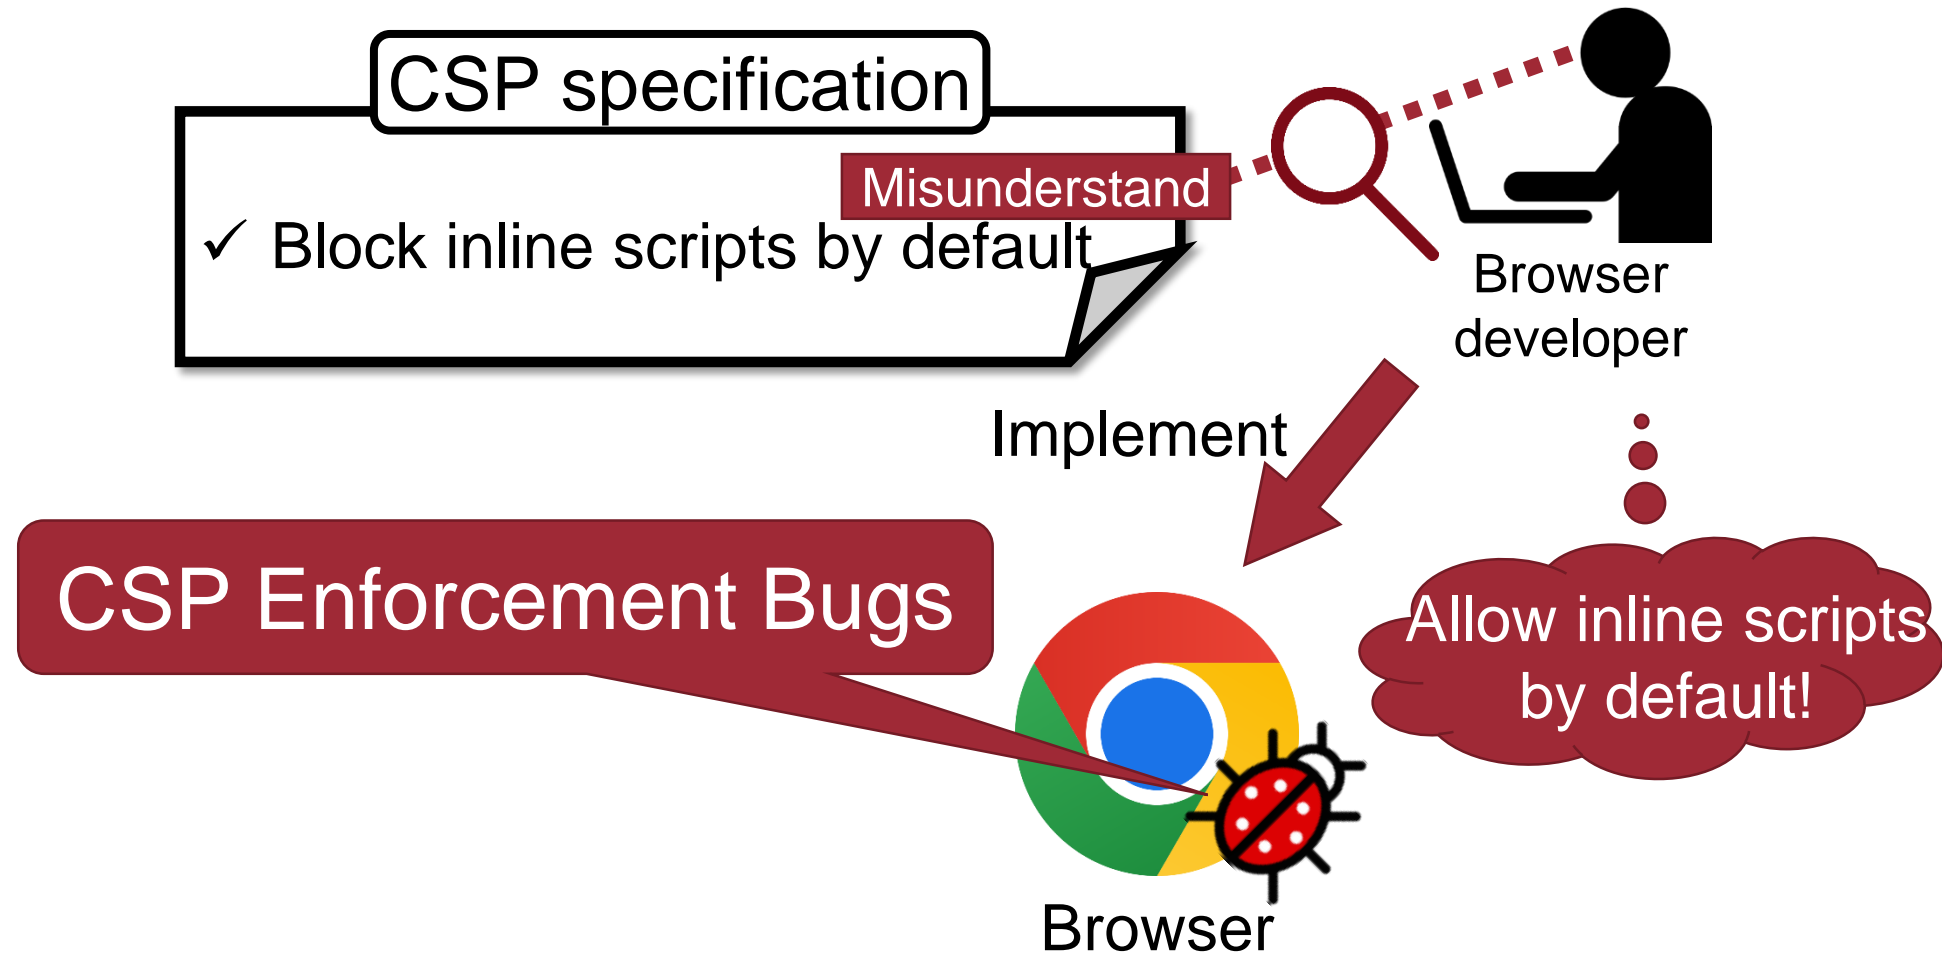 CSP specification
Misunderstand
✓ Block inline scripts by default
Browser
developer
Implement
CSP Enforcement Bugs
Allow inline scripts
by default!
Browser